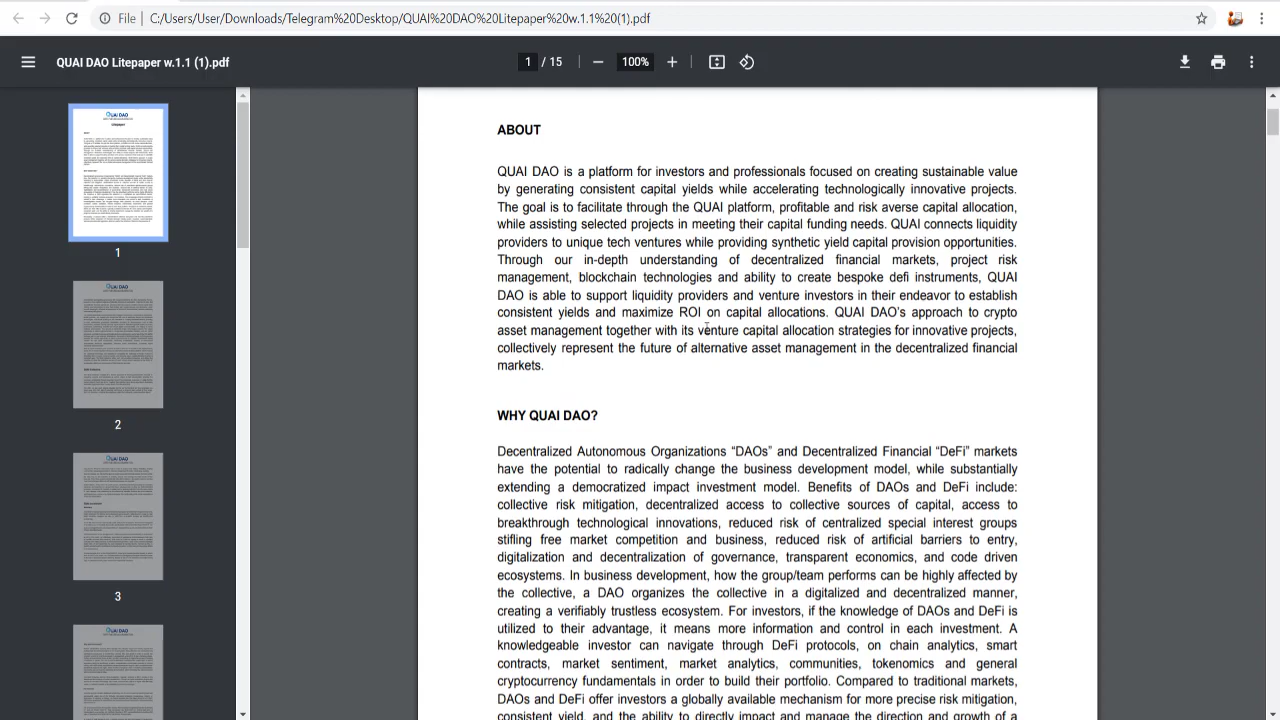 File | C:/Users/User/Downloads/Telegram%20Desktop/QUAI%20DAO%20Litepaper%20w.1.1%20(1).pdf
QUAI DAO Litepaper w.1.1 (1).pdf
1 / 15
100%
1
2
3
ABOUT
QUAI DAO is a platform for investors and professionals focused on creating sustainable value
by generating consistent capital yields while accelerating technologically innovative projects.
The goal is to facilitate through the QUAI platform, profitable and risk averse capital allocation,
while assisting selected projects in meeting their capital funding needs. QUAI connects liquidity
providers to unique tech ventures while providing synthetic yield capital provision opportunities.
Through our in-depth understanding of decentralized financial markets, project risk
management, blockchain technologies and ability to create bespoke defi instruments, QUAI
DAO is able to support liquidity providers and venture investors in their endeavor to establish
consistent yields and maximize ROI on capital allocations. QUAI DAO's approach to crypto
asset management together with its venture capital allocation strategies for innovative projects,
collectively represent the future of alternative asset management in the decentralized financial
markets.
WHY QUAI DAO?
Decentralized Autonomous Organizations “DAOs” and Decentralized Financial “DeFi” markets
have the potential to radically change the business development model, while substantially
extending a democratized impact investment model. Benefits of DAOs and DeFi include:
collective risk mitigation, decentralized access to collective sources of capital, access to
breakthrough technological innovations, reduced risk of centralized special interest groups
stifling free market competition and business, reduced risk of artificial barriers to entry,
digitalization and decentralization of governance, transparent economics, and code driven
ecosystems. In business development, how the group/team performs can be highly affected by
the collective, a DAO organizes the collective in a digitalized and decentralized manner,
creating a verifiably trustless ecosystem. For investors, if the knowledge of DAOs and DeFi is
utilized to their advantage, it means more information and control in each investment. A
knowledgeable investor can navigate through DeFi protocols, on chain analytics, smart
contracts, market sentiment, market analytics, communities, tokenomics and general
cryptocurrency fundamentals in order to build their portfolio. Compared to traditional markets,
DAOs can offer investors a globally available mechanism for more precise risk mitigation,
and the ability to directly impact and manage the direction and growth of a